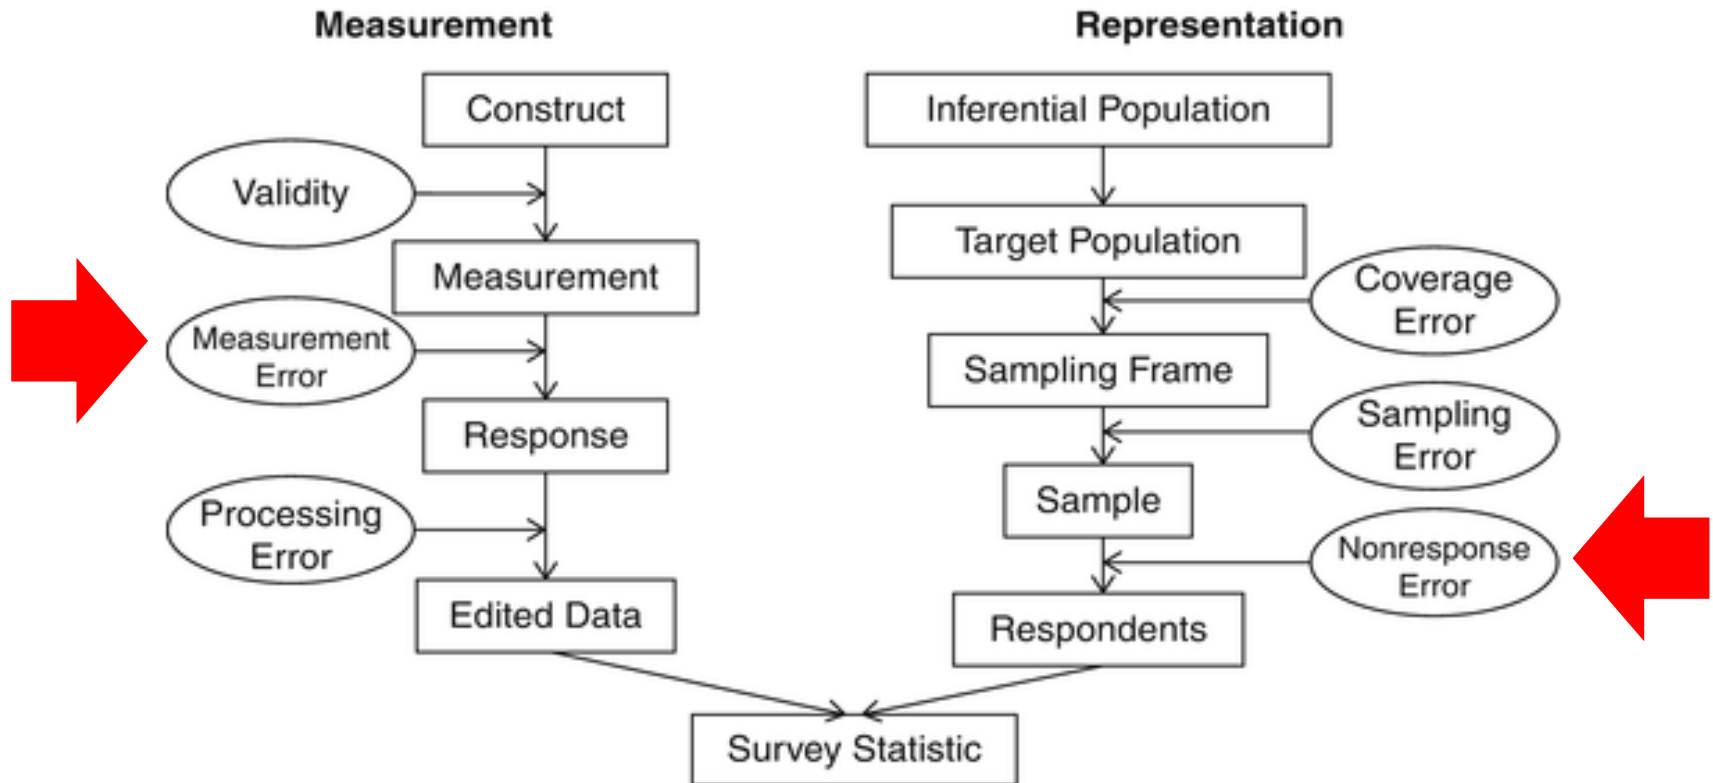 Measurement
Construct
Validity
Measurement
Measurement
Error
Response
Processing
Error
Edited Data
Representation
Inferential Population
Target Population
Coverage
Error
Sampling Frame
Sampling
Error
Sample
Nonresponse
Error
Respondents
Survey Statistic